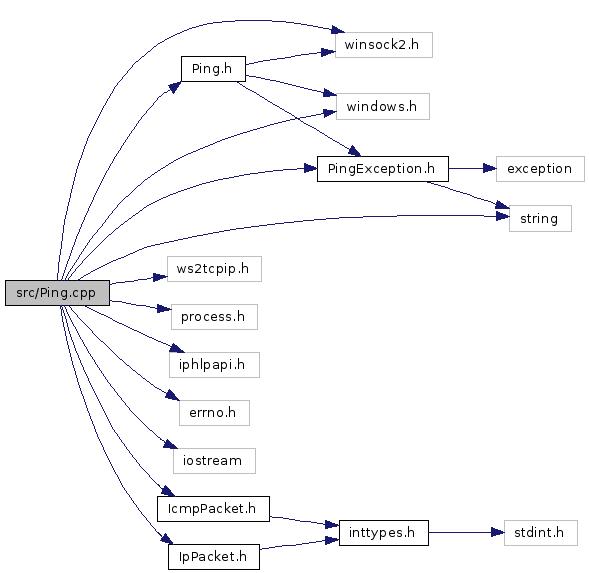 winsock2.h
Ping.h
windows.h
PingException.h
exception
string
ws2tcpip.h
src/Ping.cpp
process.h
iphlpapi.h
errno.h
iostream
IcmpPacket.h
inttypes.h
stdint.h
IpPacket.h